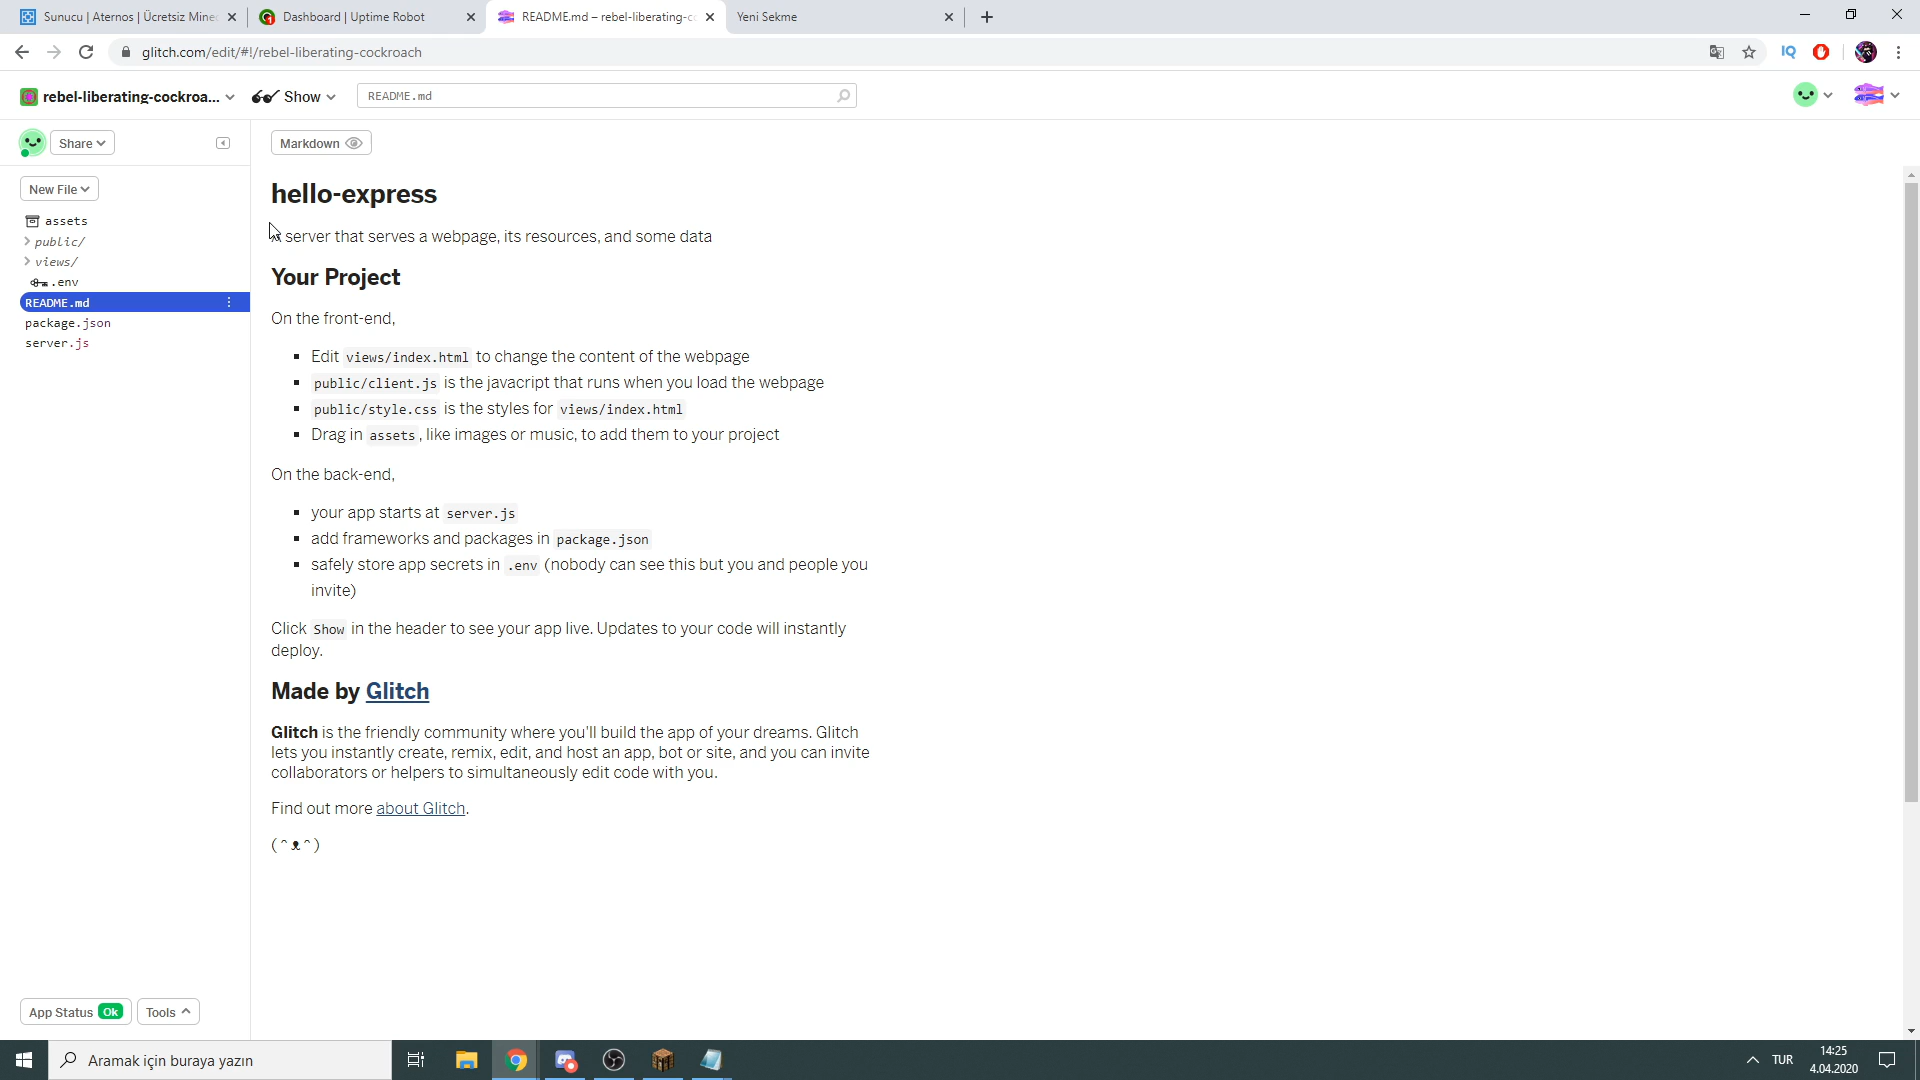 Sunucu | Aternos | Ücretsiz Mine
Dashboard | Uptime Robot
README.md – rebel-liberating-c
Yeni Sekme
glitch.com/edit/#!/rebel-liberating-cockroach
rebel-liberating-cockroa...
Show
README.md
Share
Markdown
New File
assets
public/
views/
.env
README.md
package.json
server.js
hello-express
server that serves a webpage, its resources, and some data
Your Project
On the front-end,
Edit views/index.html to change the content of the webpage
public/client.js is the javacript that runs when you load the webpage
public/style.css is the styles for views/index.html
Drag in assets, like images or music, to add them to your project
On the back-end,
your app starts at server.js
add frameworks and packages in package.json
safely store app secrets in .env (nobody can see this but you and people you
invite)
Click Show in the header to see your app live. Updates to your code will instantly
deploy.
Made by Glitch
Glitch is the friendly community where you'll build the app of your dreams. Glitch
lets you instantly create, remix, edit, and host an app, bot or site, and you can invite
collaborators or helpers to simultaneously edit code with you.
Find out more about Glitch.
(ᵔᴥᵔ)
App Status Ok
Tools
Aramak için buraya yazın
TUR
14:25
4.04.2020
IQ